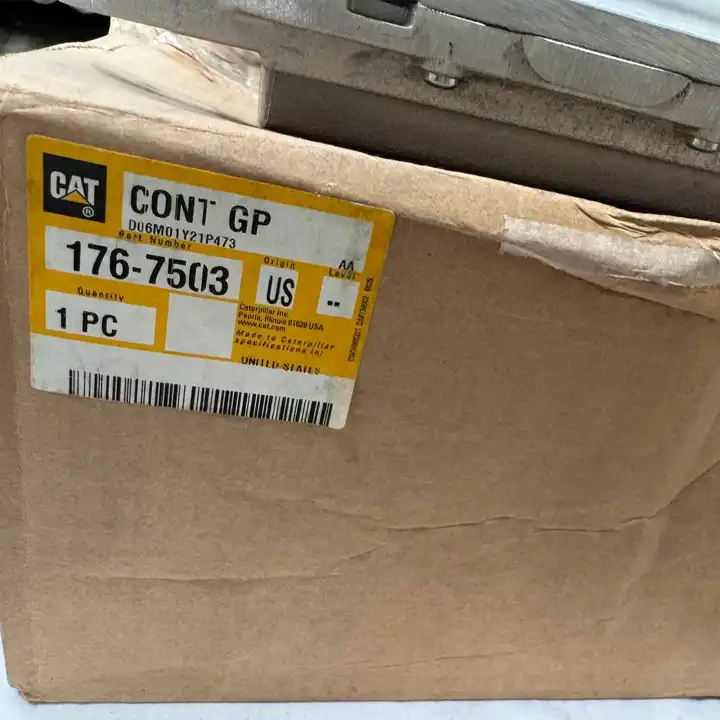 CAT
®
CONT GP
D06M01Y21P473
Part Number
176-7503
Origin
US
AA
Level
--
Quantity
1 PC
Caterpillar Inc.
Peoria, Illinois 61629 USA
www.cat.com
Made to Caterpillar
specifications in:
UNITED STATES